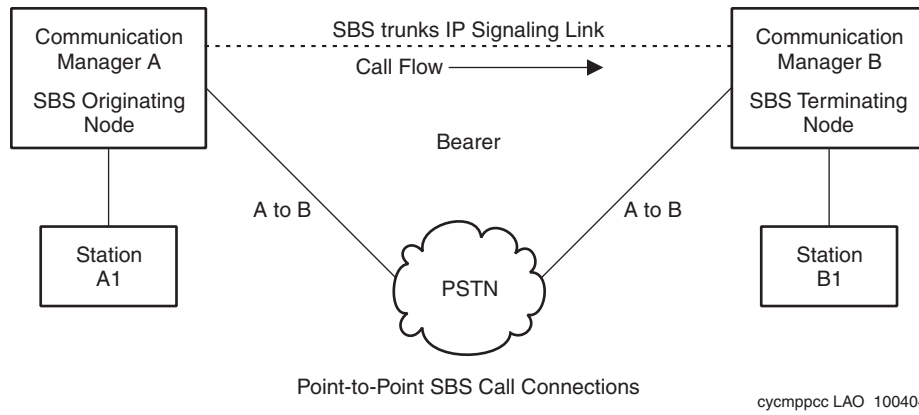 Communication
Manager A
SBS Originating
Node
SBS trunks IP Signaling Link
Call Flow
Communication
Manager B
SBS Terminating
Node
Bearer
A to B
A to B
Station
A1
PSTN
Station
B1
Point-to-Point SBS Call Connections
cycmppcc LAO 10040